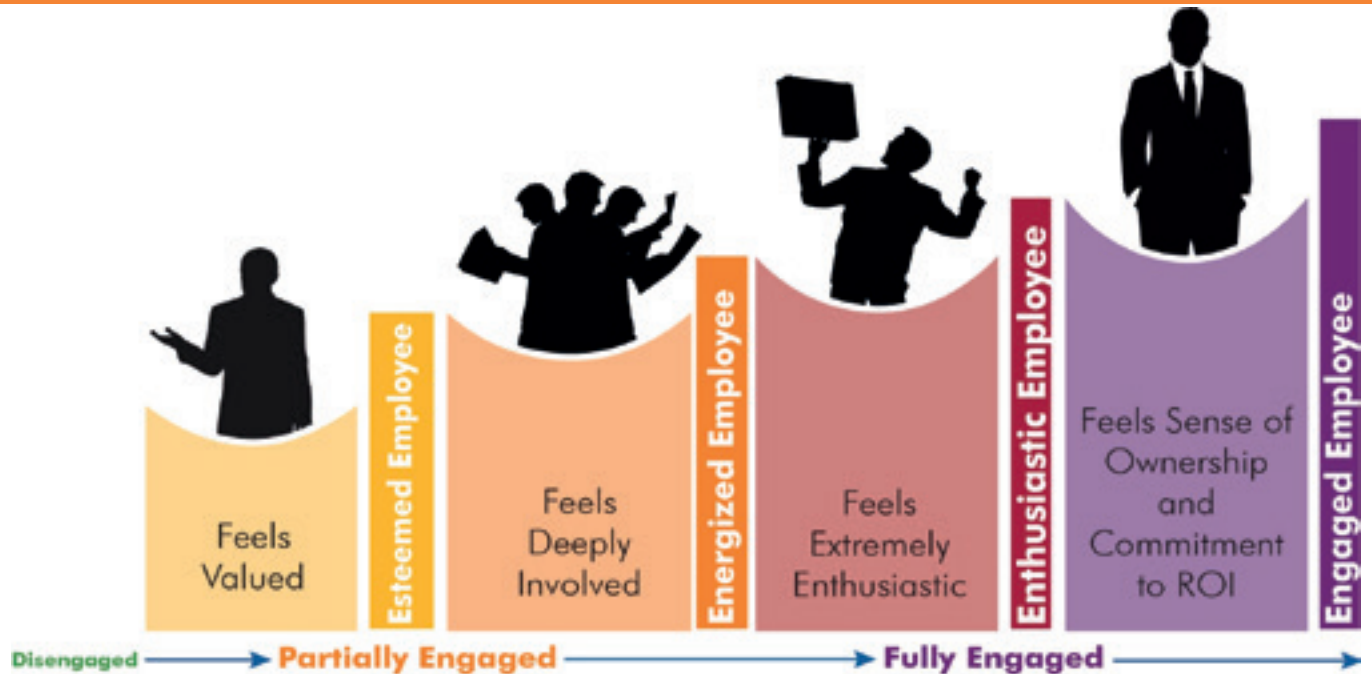 Feels
Valued
Esteemed Employee
Feels
Deeply
Involved
Energized Employee
Feels
Extremely
Enthusiastic
Enthusiastic Employee
Feels Sense of
Ownership
and
Commitment
to ROI
Engaged Employee
Disengaged Partially Engaged Fully Engaged